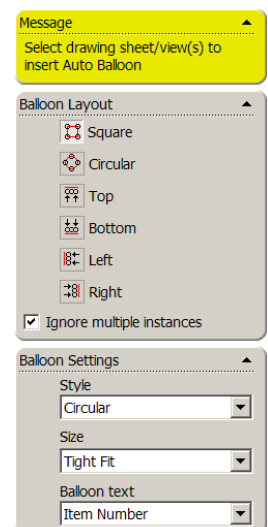 Message
Select drawing sheet/view(s) to
insert Auto Balloon
Balloon Layout
Square
Circular
Top
Bottom
Left
Right
Ignore multiple instances
Balloon Settings
Style
Circular
Size
Tight Fit
Balloon text
Item Number